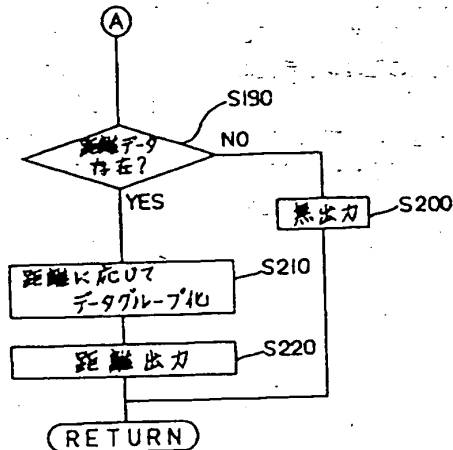 A
S190
距離データ
存在?
NO
YES
無出力
S200
距離に応じて
データグループ化
S210
距離出力
S220
RETURN